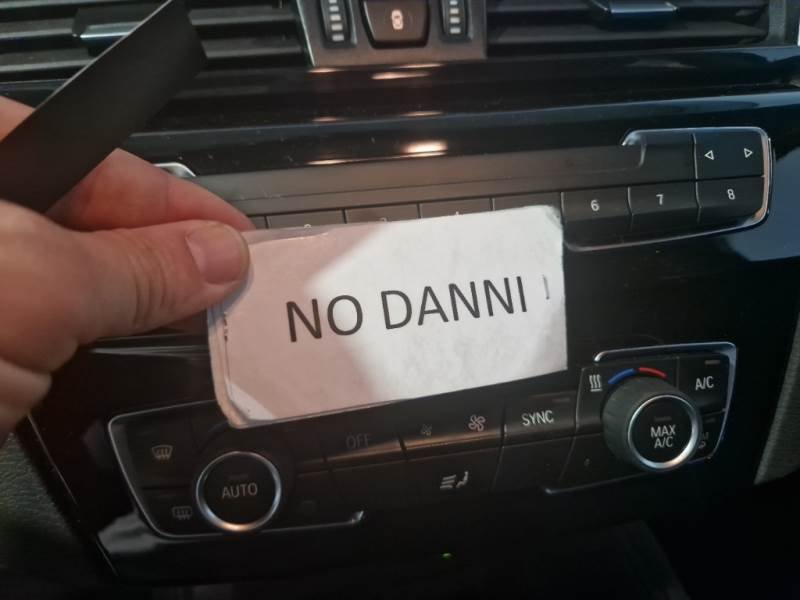 6 7 8
NO DANNI
OFF SYNC A/C
AUTO MAX
A/C